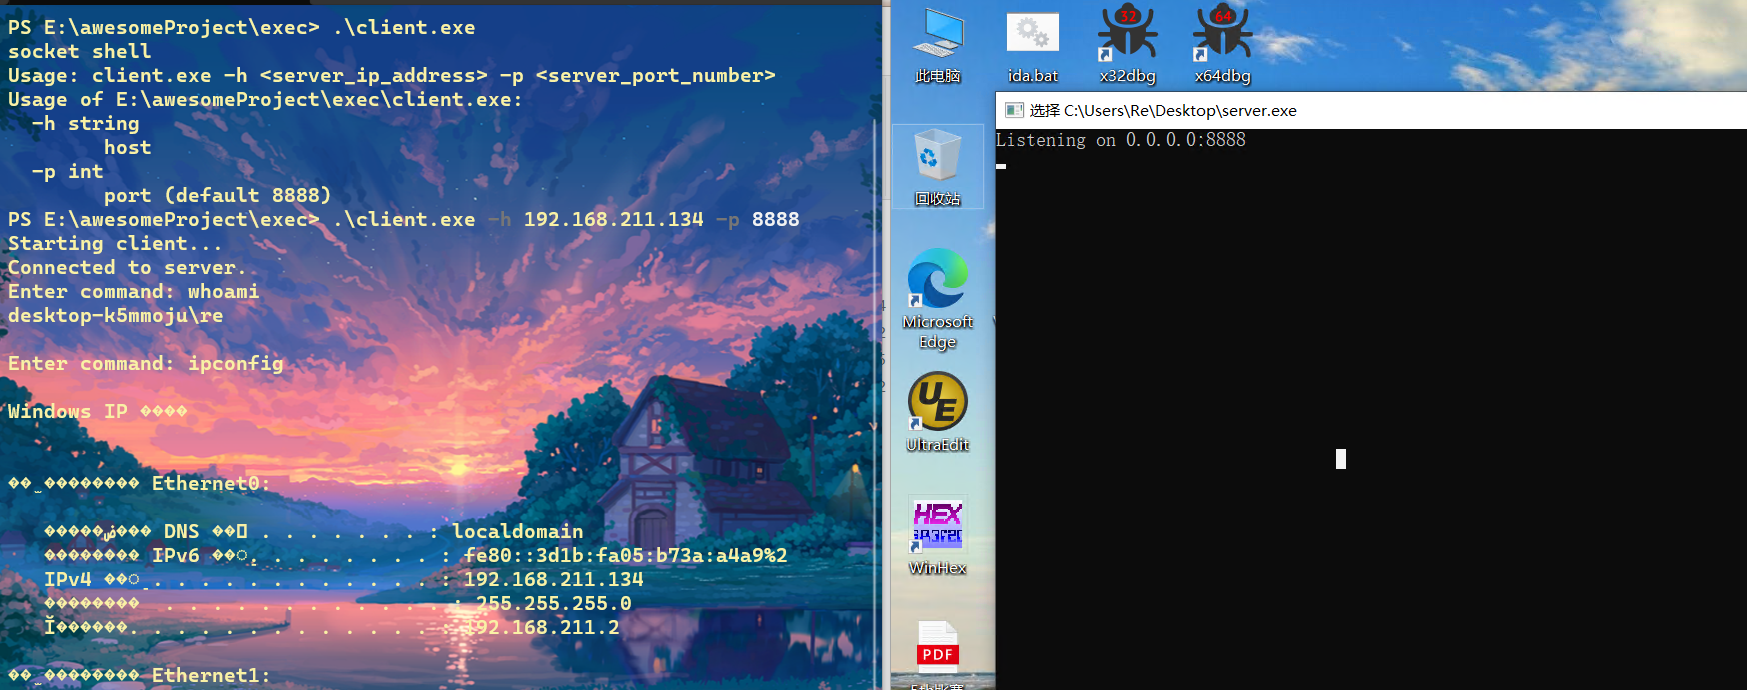 PS E:\awesomeProject\exec> .\client.exe
socket shell
Usage: client.exe -h <server_ip_address> -p <server_port_number>
Usage of E:\awesomeProject\exec\client.exe:
-h string
host
-p int
port (default 8888)
PS E:\awesomeProject\exec> .\client.exe -h 192.168.211.134 -p 8888
Starting client...
Connected to server.
Enter command: whoami
desktop-k5mmoju\re
Enter command: ipconfig
Windows IP ����
Ethernet0:
DNS . . . . . . . : localdomain
IPv6 . . . . . . . . : fe80::3d1b:fa05:b73a:a4a9%2
IPv4 . . . . . . . . . . . . : 192.168.211.134
. . . . . . . . . . . . : 255.255.255.0
. . . . . . . . . . . . . : 192.168.211.2
Ethernet1:
此电脑
ida.bat
x32dbg
x64dbg
32
64
选择 C:\Users\Re\Desktop\server.exe
Listening on 0.0.0.0:8888
回收站
Microsoft
Edge
UE
UltraEdit
HEX
WinHex
PDF